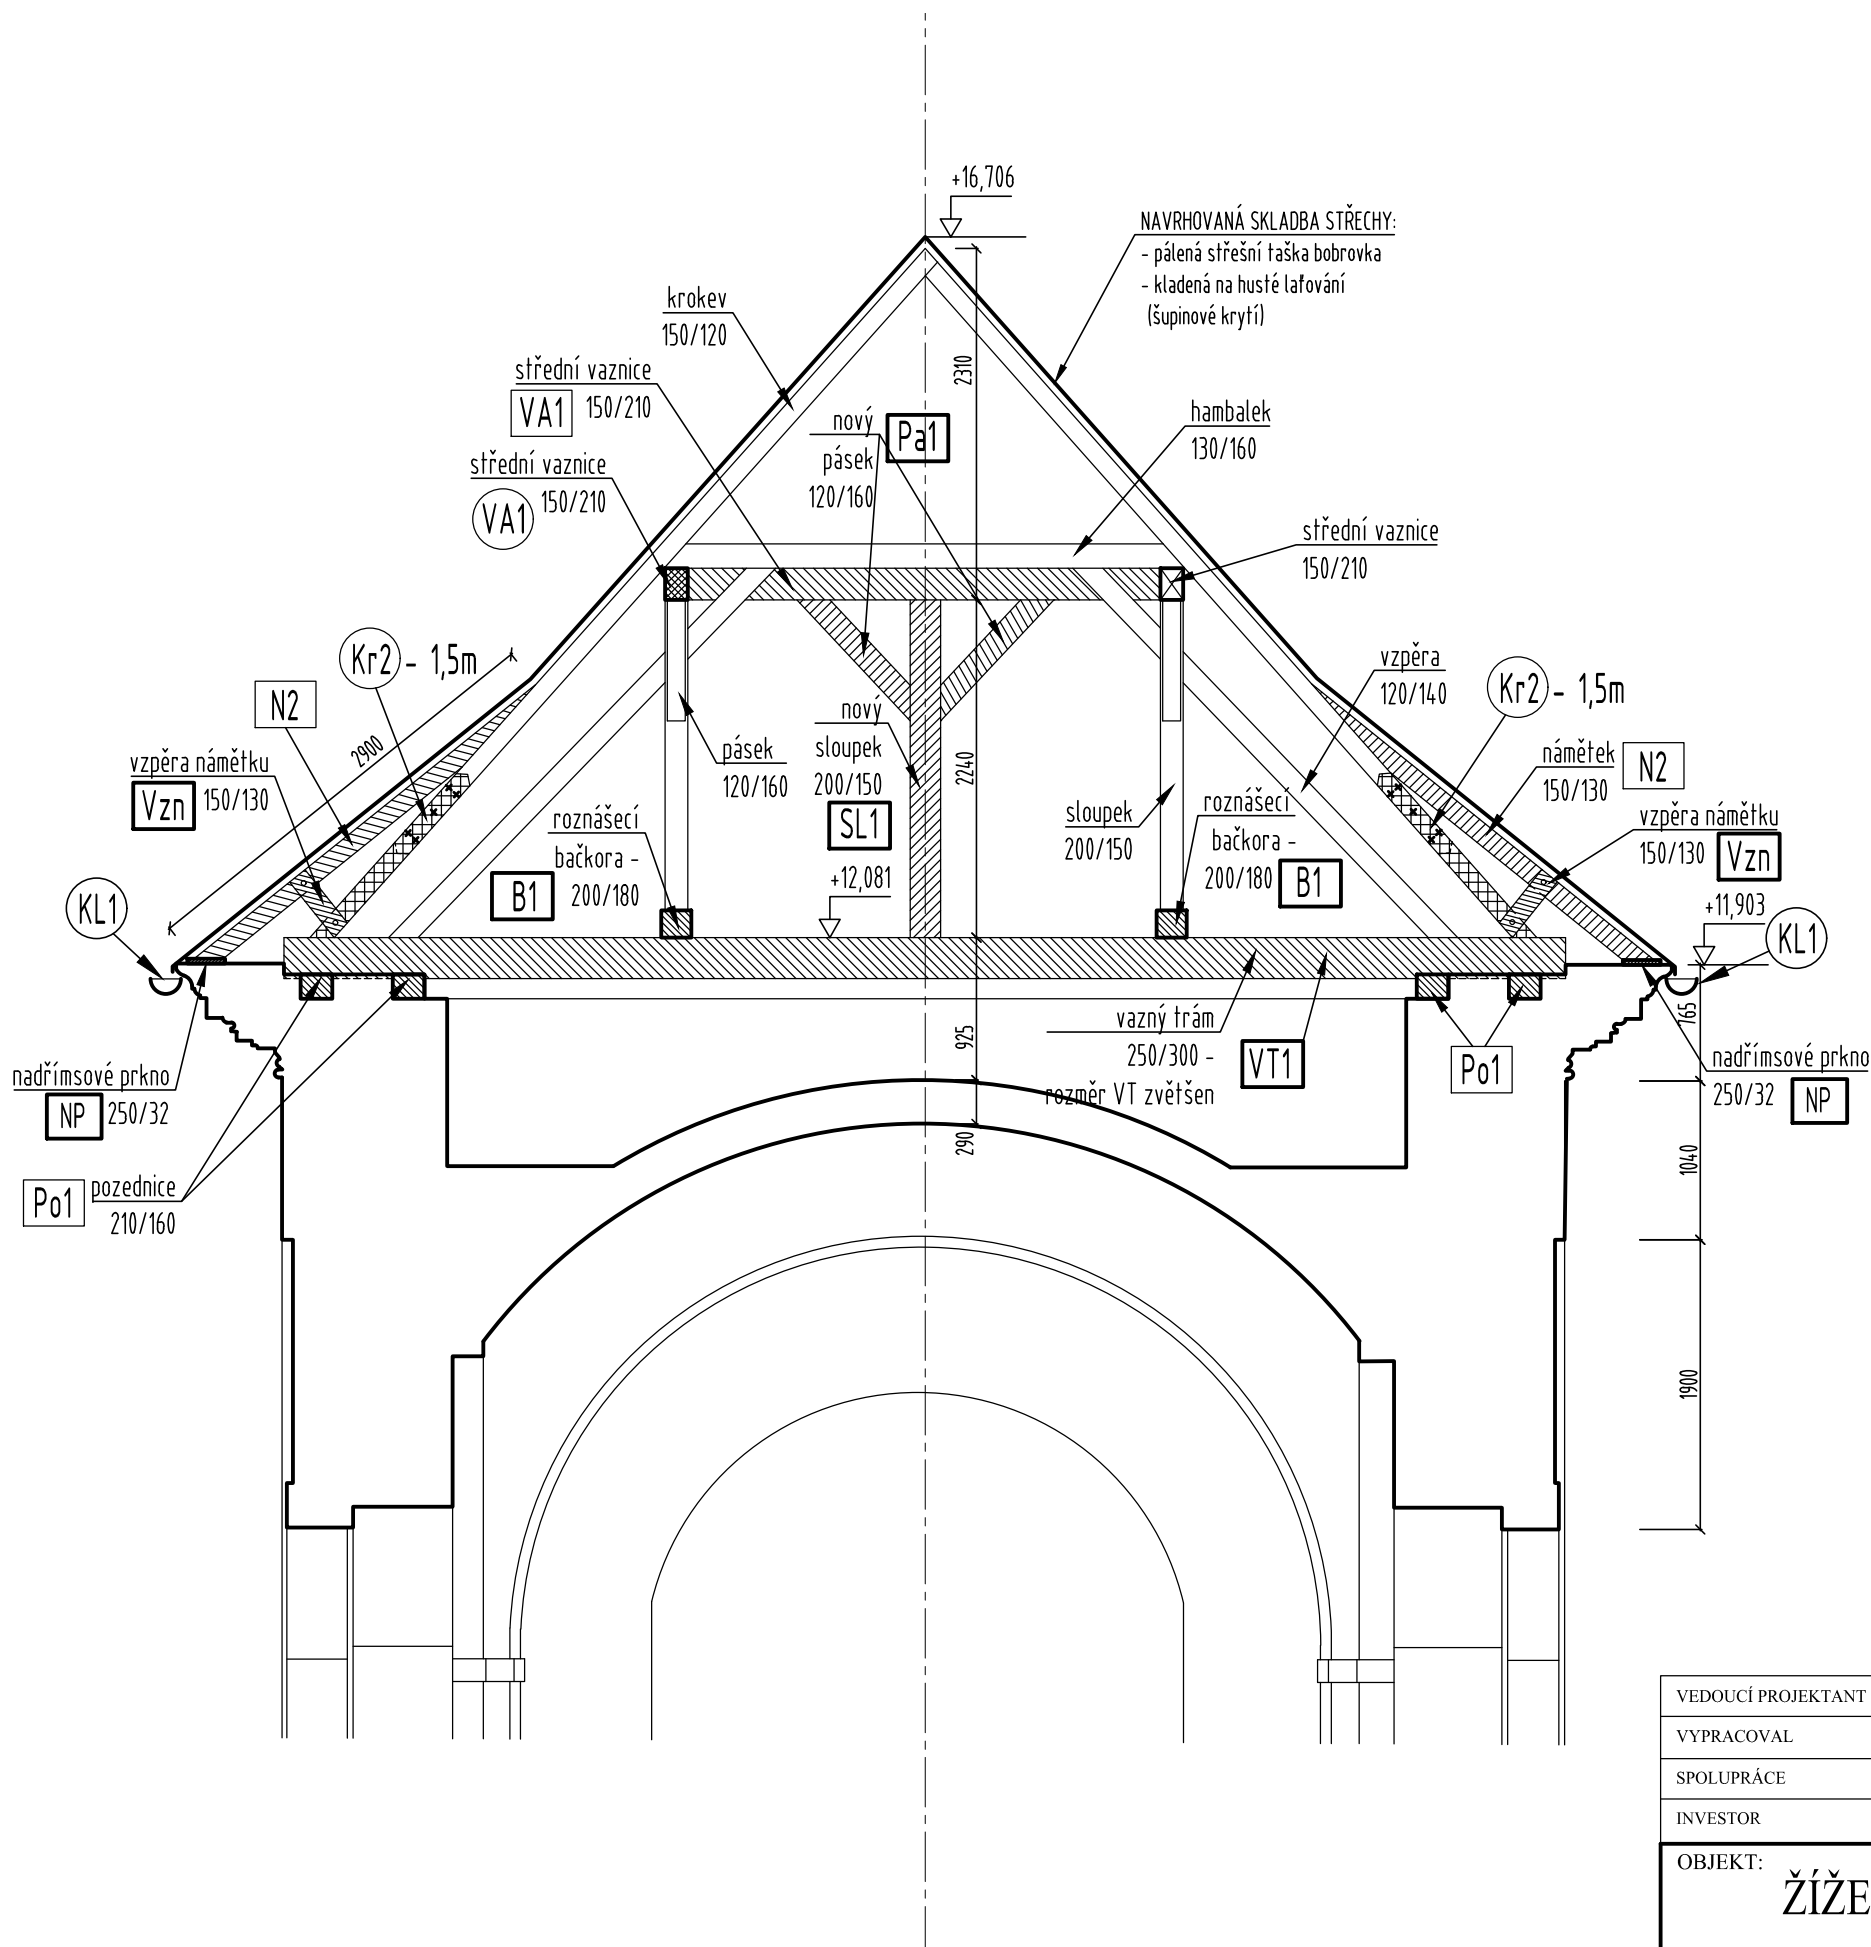 +16,706
NAVRHOVANÁ SKLADBA STŘECHY:
- pálená střešní taška bobrovka
- kladená na husté laťování
(šupinové krytí)
krokev
150/120
2310
střední vaznice
VA1 150/210
nový
Pa1
pásek
120/160
hambalek
130/160
střední vaznice
150/210
VA1
střední vaznice
150/210
Kr2 - 1,5m
N2
2900
vzpěra námětku
Vzn 150/130
pásek
120/160
nový
sloupek
200/150
SL1
2240
vzpěra
120/140
Kr2 - 1,5m
námětek
150/130
N2
vzpěra námětku
150/130 Vzn
roznášecí
bačkora -
200/180
B1
+12,081
sloupek
200/150
roznášecí
bačkora -
200/180
B1
+11,903
KL1
KL1
765
925
vazný trám
250/300 -
rozměr VT zvětšen
VT1
Po1
nadřímsové prkno
NP 250/32
nadřímsové prkno
250/32 NP
290
1040
Po1
pozednice
210/160
1900
VEDOUCÍ PROJEKTANT
VYPRACOVAL
SPOLUPRÁCE
INVESTOR
OBJEKT:
ŽÍŽE